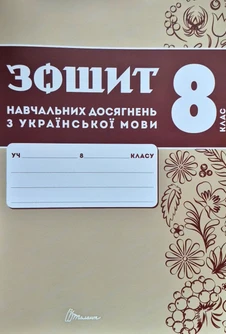 ЗОШИТ
НАВЧАЛЬНИХ ДОСЯГНЕНЬ
З УКРАЇНСЬКОЇ МОВИ
8
КЛАС
УЧ 8 КЛАСУ